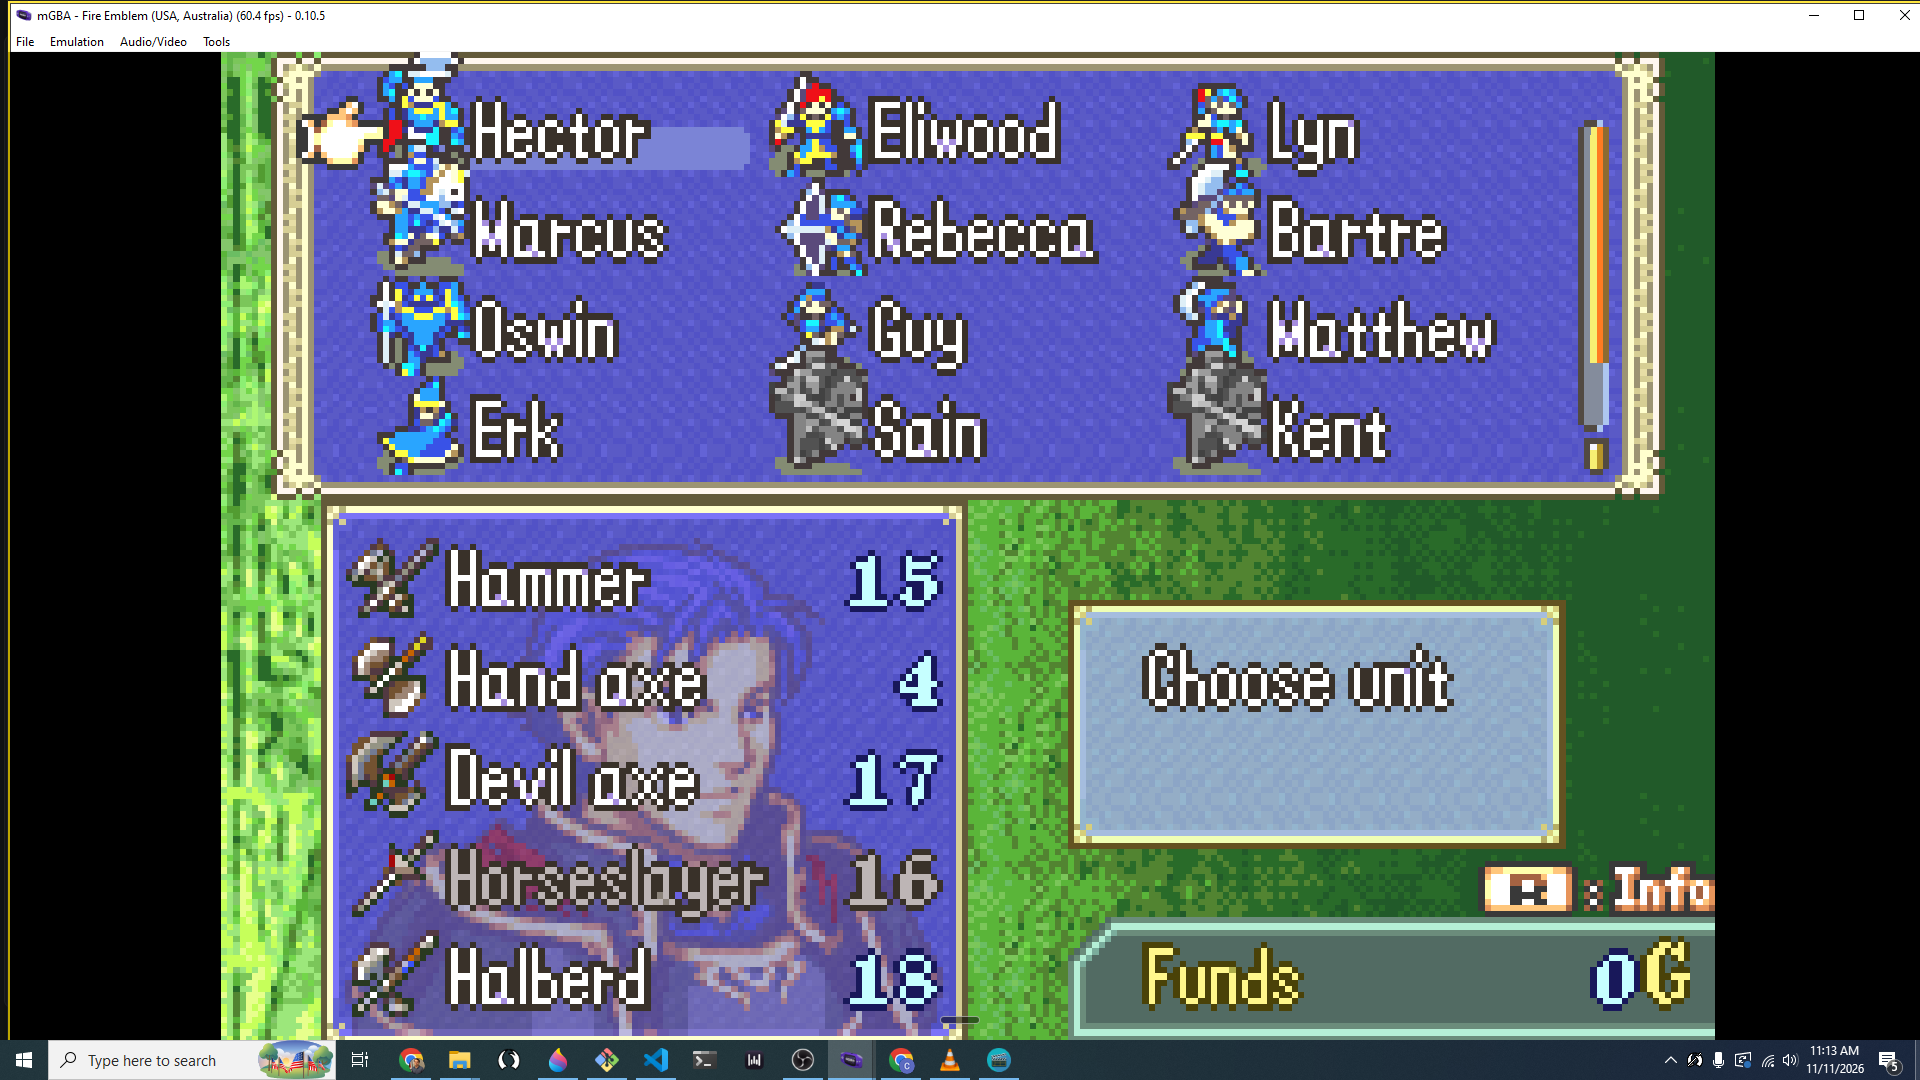 mGBA - Fire Emblem (USA, Australia) (60.4 fps) - 0.10.5
File Emulation Audio/Video Tools
Hector Eliwood Lyn
Marcus Rebecca Bartre
Oswin Guy Matthew
Erk Sain Kent
Hammer 15
Hand axe 4
Devil axe 17
Horseslayer 16
Halberd 18
Choose unit
R : Info
Funds 0G
Type here to search
11:13 AM
11/11/2026
5